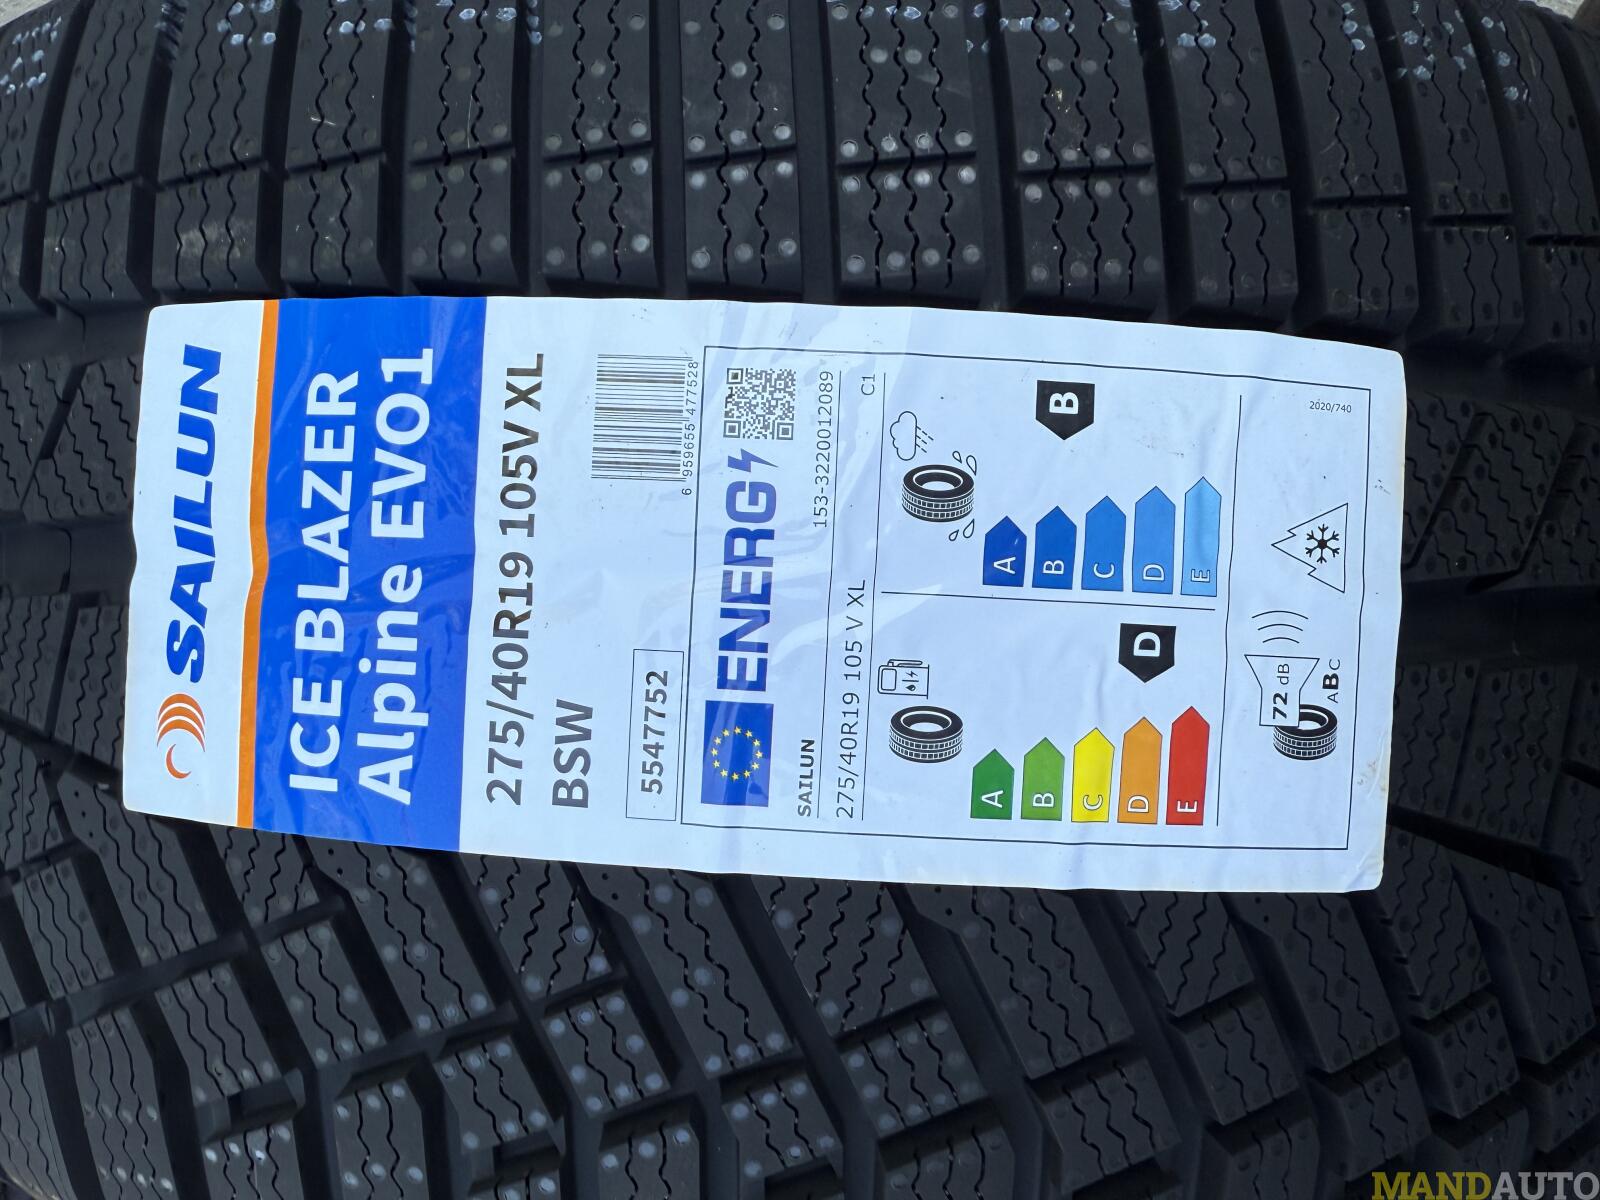 SAILUN
ICE BLAZER
Alpine EVO1
275/40R19 105V XL
BSW
5547752
6 959655 477528
ENERG
SAILUN
153-3220012089
275/40R19 105 V XL
C1
A
B
C
D
E
D
A
B
C
D
E
B
72 dB
ABC
2020/740
MANDAUTO